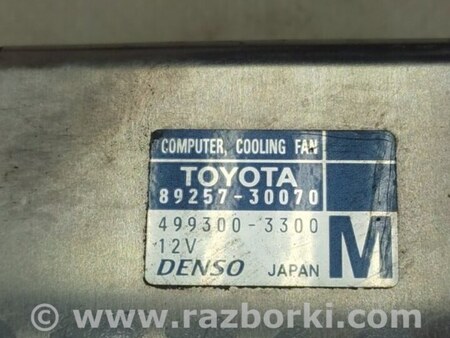 COMPUTER, COOLING FAN
TOYOTA
89257-30070
499300-3300
12V
DENSO JAPAN M
© www.razborki.com